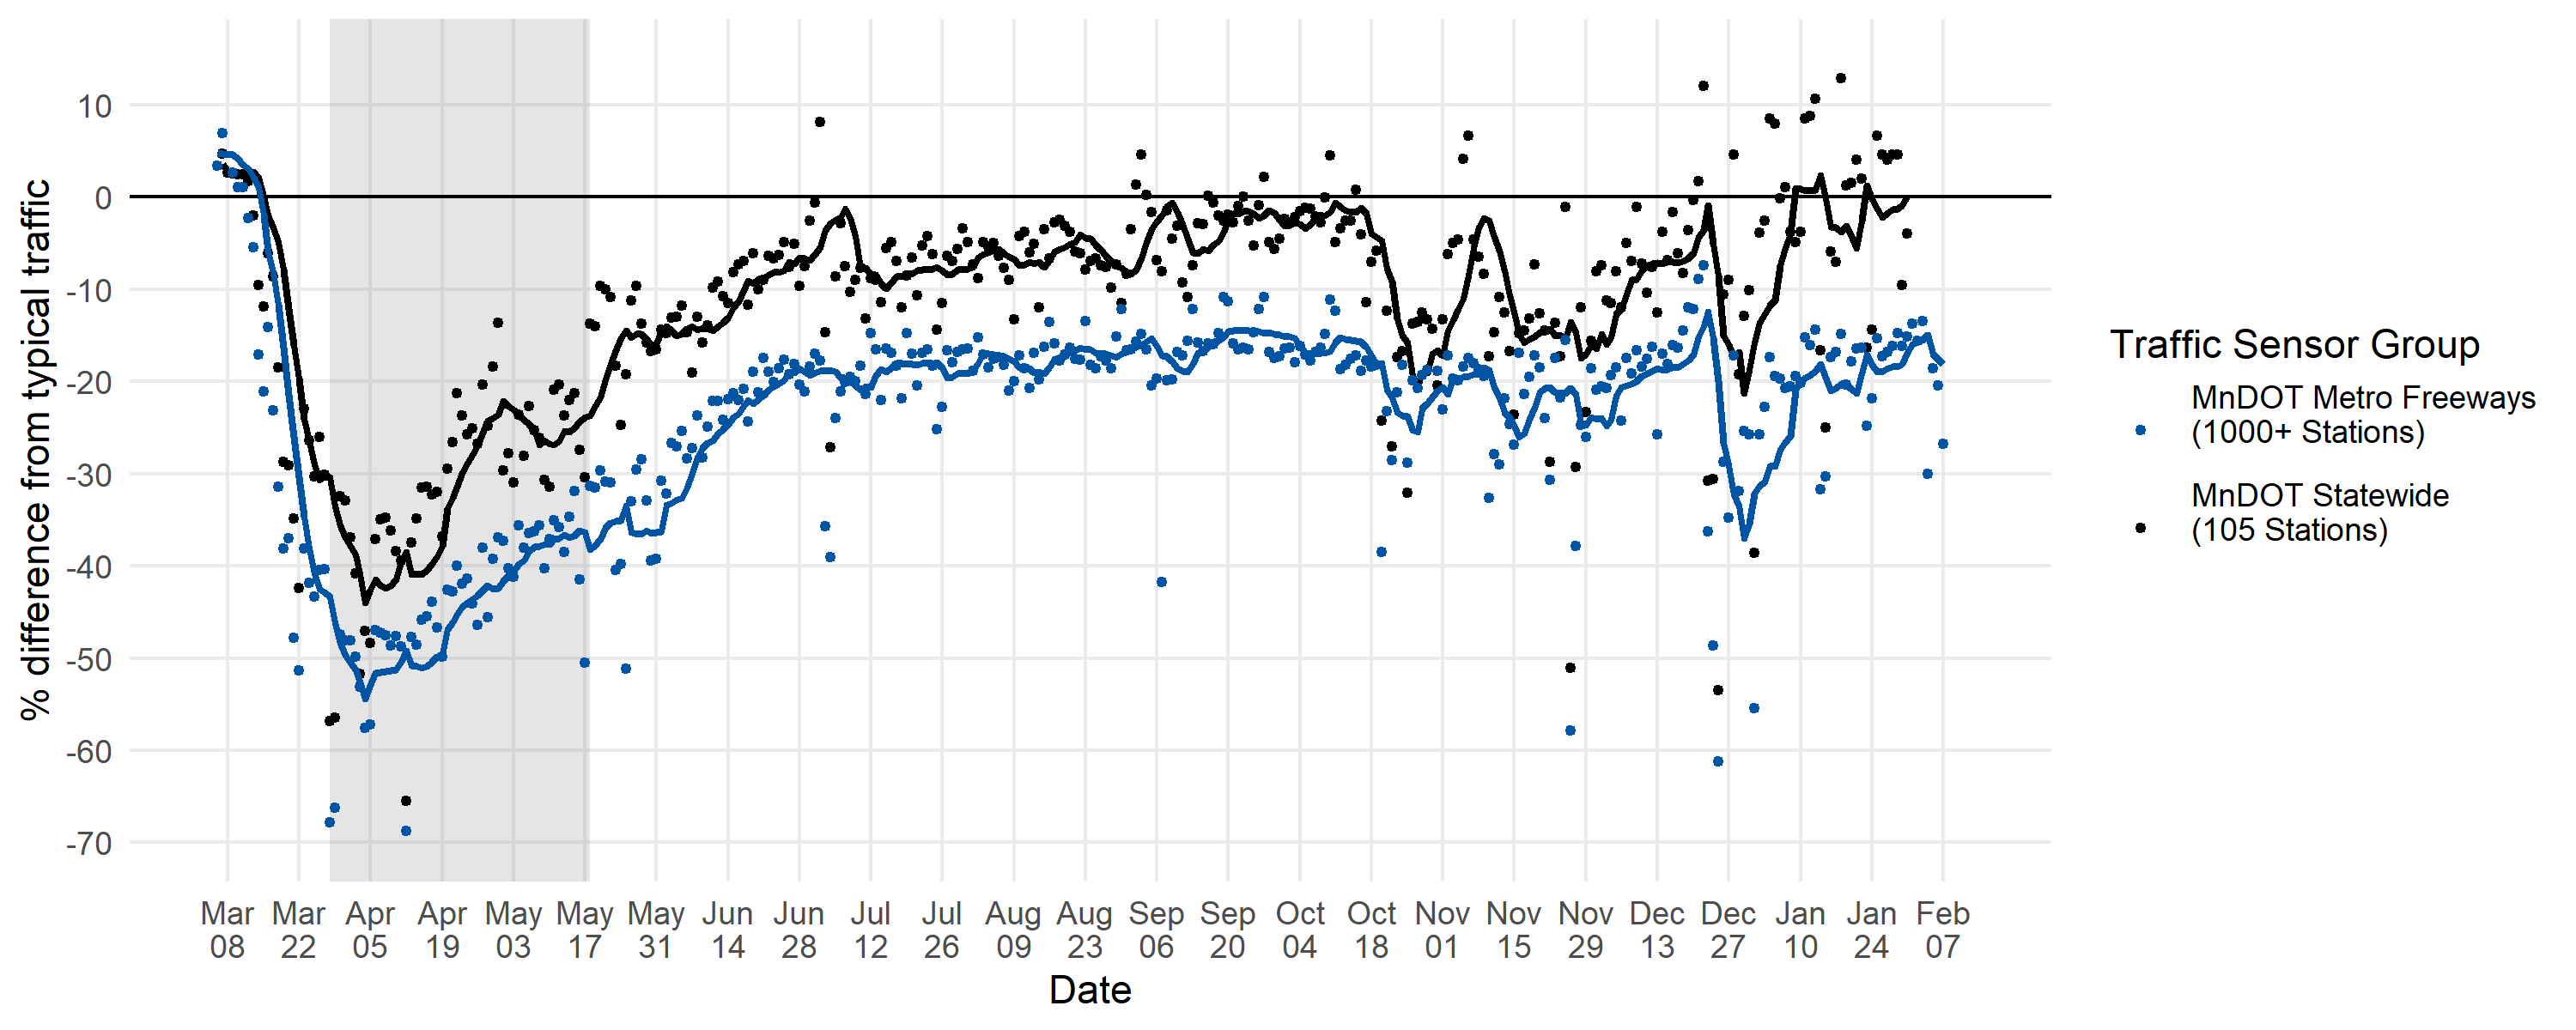 % difference from typical traffic
10
0
-10
-20
-30
-40
-50
-60
-70
Mar Mar Apr Apr May May May Jun Jun Jul Jul Aug Aug Sep Sep Oct Oct Nov Nov Nov Dec Dec Jan Jan Feb
08 22 05 19 03 17 31 14 28 12 26 09 23 06 20 04 18 01 15 29 13 27 10 24 07
Date
Traffic Sensor Group
MnDOT Metro Freeways
(1000+ Stations)
MnDOT Statewide
(105 Stations)